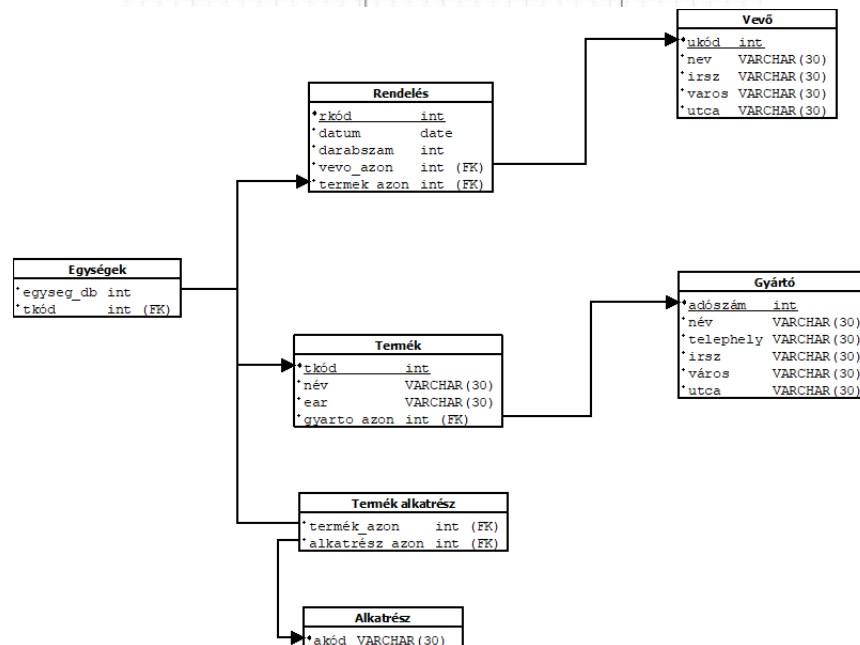 Vevő
ukód int
nev VARCHAR(30)
irsz VARCHAR(30)
varos VARCHAR(30)
utca VARCHAR(30)
Rendelés
rkód int
datum date
darabszam int
vevo_azon int (FK)
termek_azon int (FK)
Egységek
egyseg_db int
tkód int (FK)
Gyártó
adószám int
név VARCHAR(30)
telephely VARCHAR(30)
irsz VARCHAR(30)
város VARCHAR(30)
utca VARCHAR(30)
Termék
tkód int
név VARCHAR(30)
ear VARCHAR(30)
gyarto_azon int (FK)
Termék alkatrész
termék_azon int (FK)
alkatrész_azon int (FK)
Alkatrész
akód VARCHAR(30)